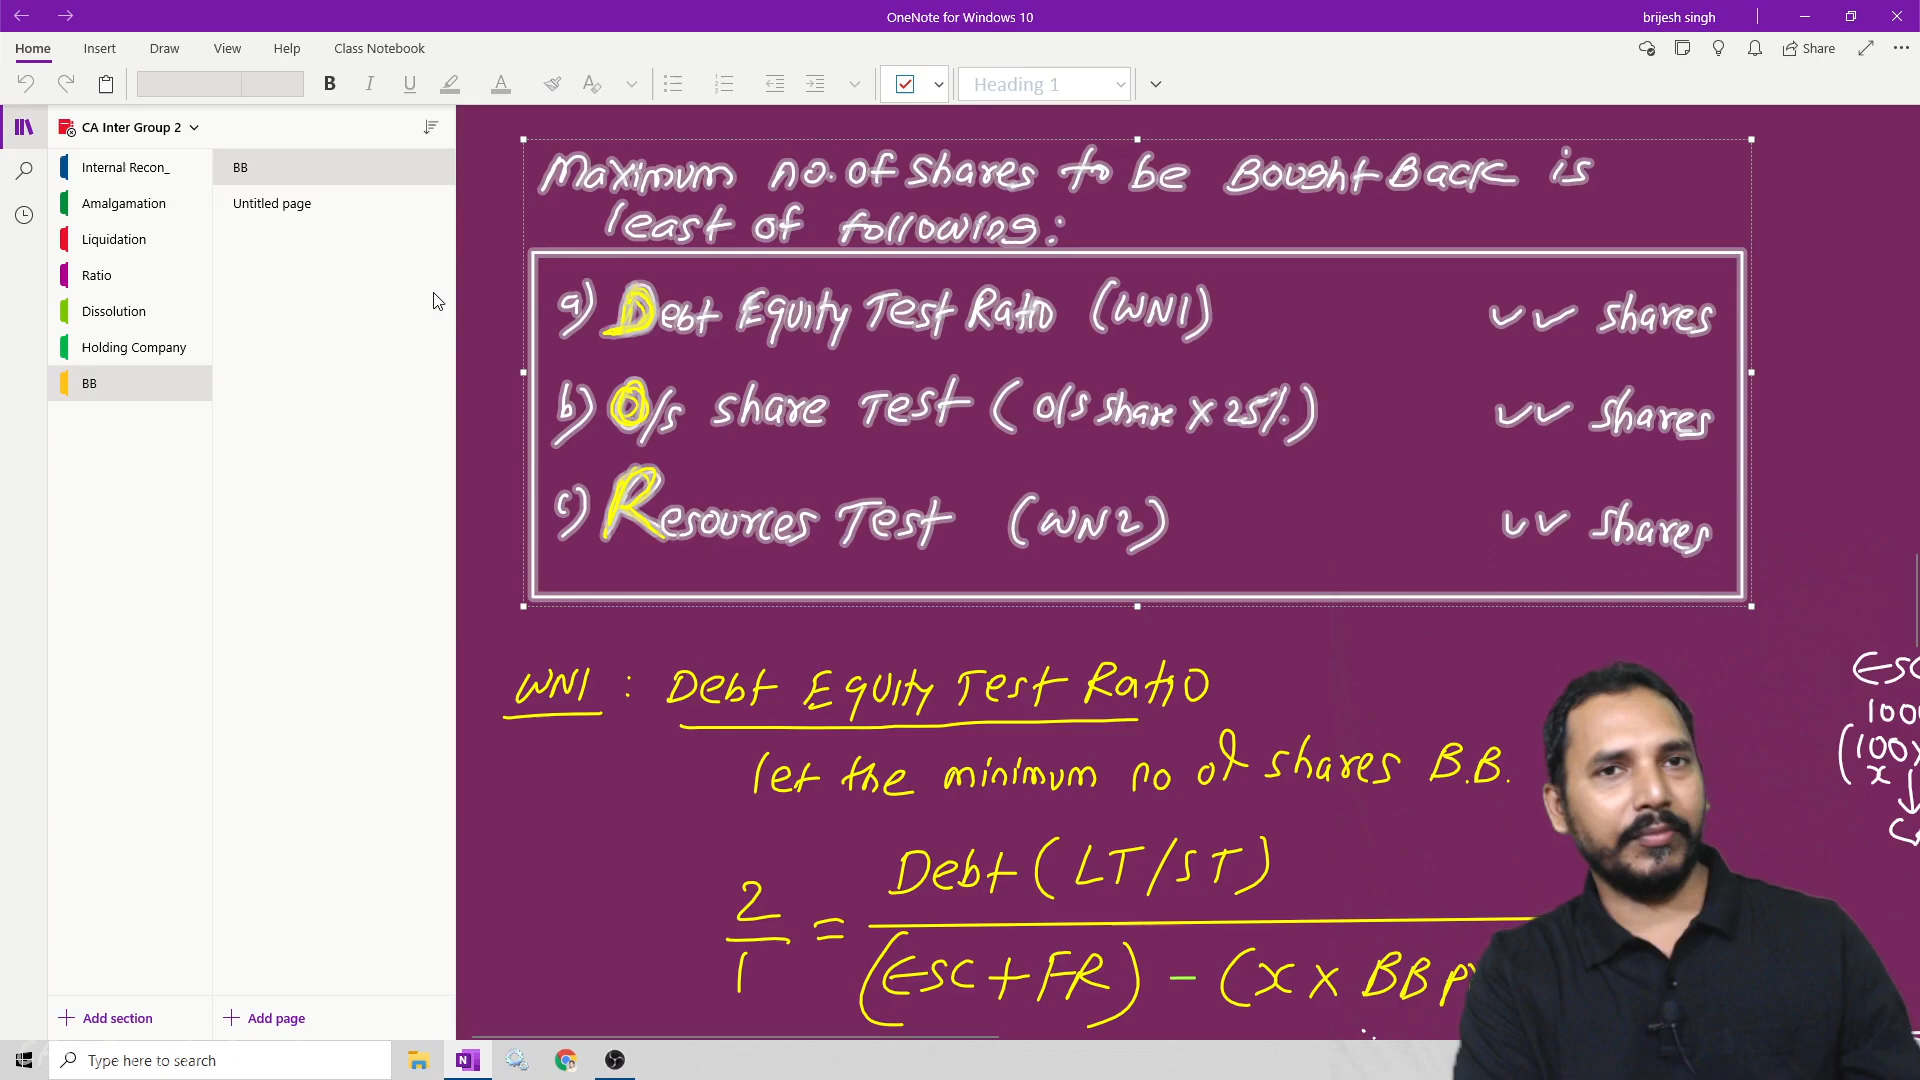 OneNote for Windows 10
brijesh singh
Home Insert Draw View Help Class Notebook
Share
B I U A
Heading 1
CA Inter Group 2
Internal Recon_
Amalgamation
Liquidation
Ratio
Dissolution
Holding Company
BB
BB
Untitled page
Add section
Add page
Maximum no. of shares to be Bought Back is
least of following:
a) Debt Equity Test Ratio (WN1) shares
b) O/s share Test (O/s share X 25%) shares
c) Resources Test (WN2) shares
WN1 : Debt Equity Test Ratio
let the minimum no of shares B.B.
2/1 = Debt (LT/ST)
(ESC + FR) - (x x BB P
ESC
100
(100x
x
Type here to search